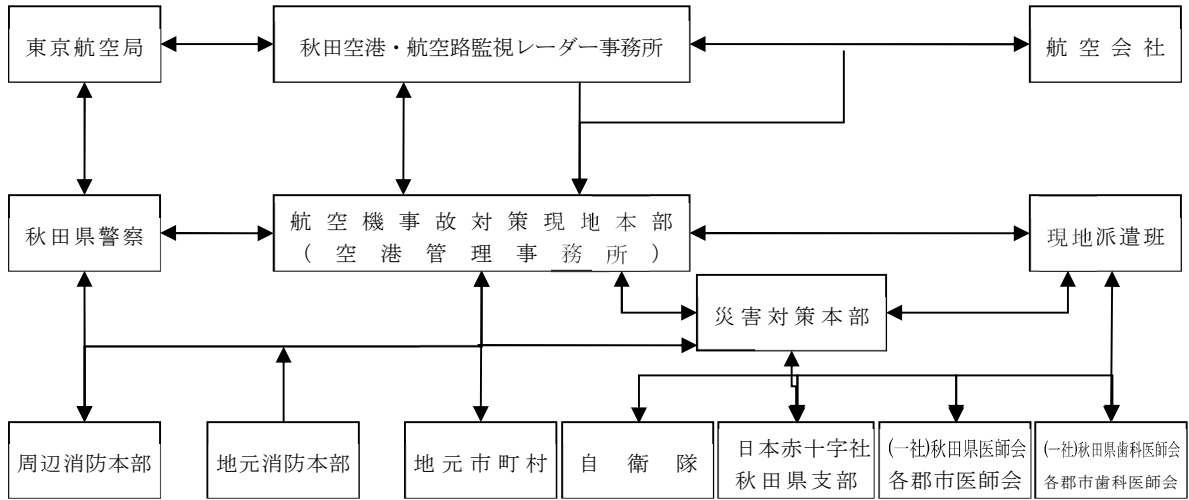 東京航空局
秋田空港・航空路監視レーダー事務所
航空会社
秋田県警察
航空機事故対策現地本部
（空港管理事務所）
現地派遣班
災害対策本部
周辺消防本部
地元消防本部
地元市町村
自衛隊
日本赤十字社
秋田県支部
(一社)秋田県医師会
各郡市医師会
(一社)秋田県歯科医師会
各郡市歯科医師会